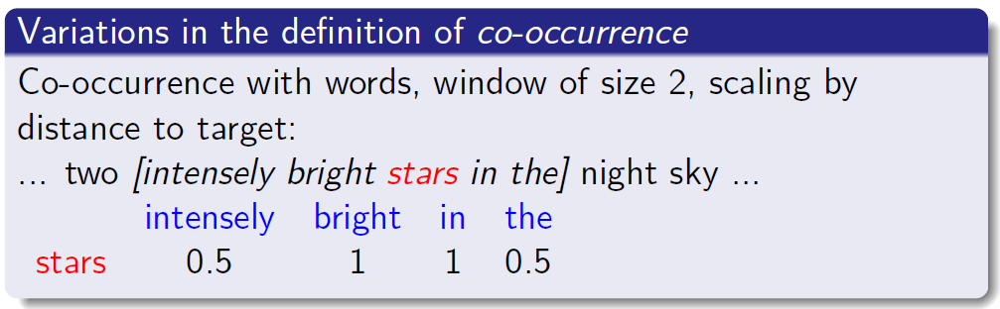 Variations in the definition of co-occurrence
Co-occurrence with words, window of size 2, scaling by
distance to target:
... two [intensely bright stars in the] night sky ...
intensely bright in the
stars 0.5 1 1 0.5